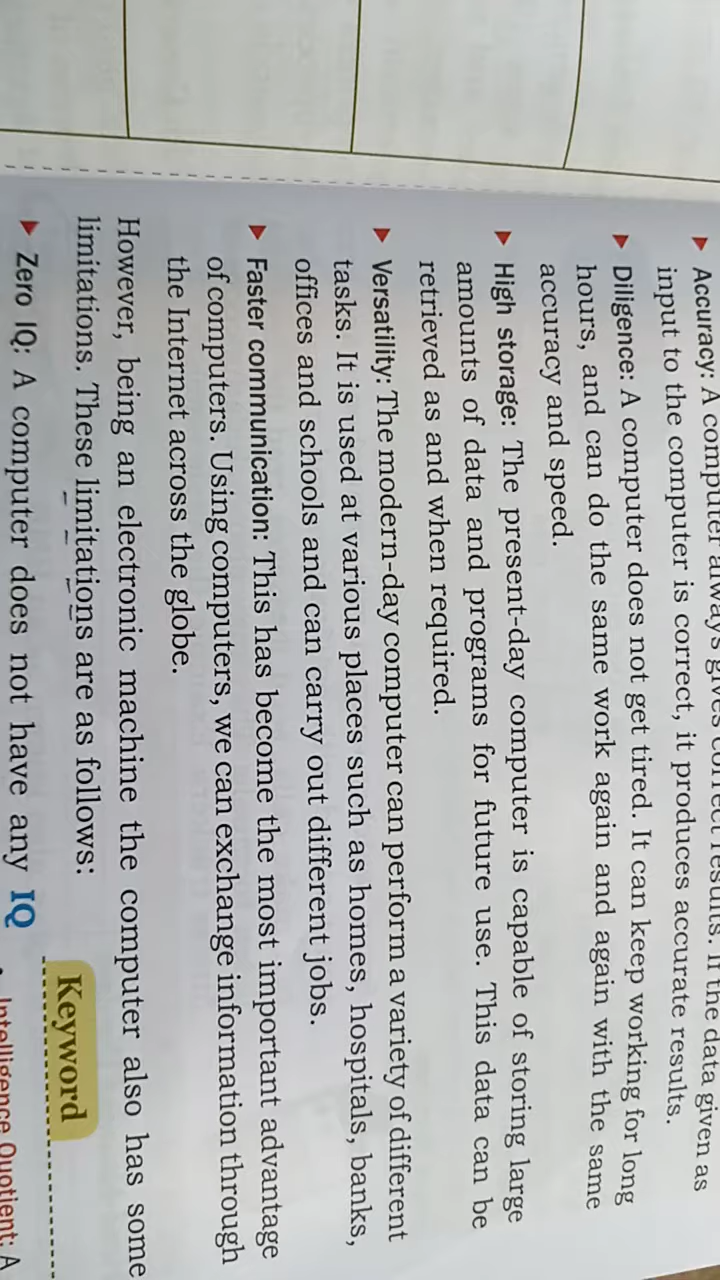 ▶ Accuracy: A computer always gives correct results. If the data given as
input to the computer is correct, it produces accurate results.
▶ Diligence: A computer does not get tired. It can keep working for long
hours, and can do the same work again and again with the same
accuracy and speed.
▶ High storage: The present-day computer is capable of storing large
amounts of data and programs for future use. This data can be
retrieved as and when required.
▶ Versatility: The modern-day computer can perform a variety of different
tasks. It is used at various places such as homes, hospitals, banks,
offices and schools and can carry out different jobs.
▶ Faster communication: This has become the most important advantage
of computers. Using computers, we can exchange information through
the Internet across the globe.
However, being an electronic machine the computer also has some
limitations. These limitations are as follows:
▶ Zero IQ: A computer does not have any IQ
Keyword
Intelligence Quotient: A